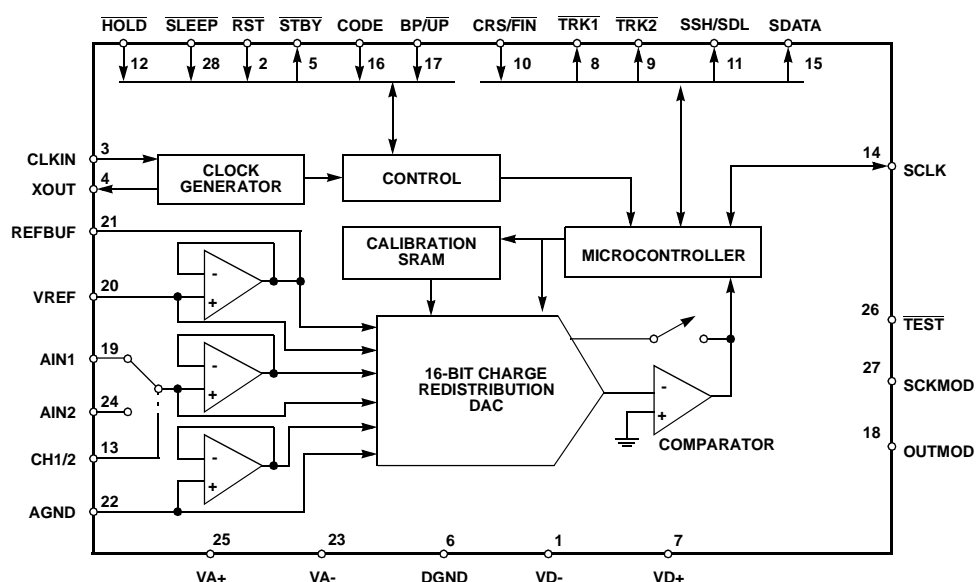 HOLD SLEEP RST STBY CODE BP/UP CRS/FIN TRK1 TRK2 SSH/SDL SDATA
12 28 2 5 16 17 10 8 9 11 15
CLKIN 3
XOUT 4
CLOCK
GENERATOR
CONTROL
14 SCLK
REFBUF 21
CALIBRATION
SRAM
MICROCONTROLLER
-
+
VREF 20
26 TEST
AIN1 19
-
+
16-BIT CHARGE
REDISTRIBUTION
DAC
-
+
COMPARATOR
27 SCKMOD
AIN2 24
CH1/2 13
-
+
18 OUTMOD
AGND 22
25 23 6 1 7
VA+ VA- DGND VD- VD+